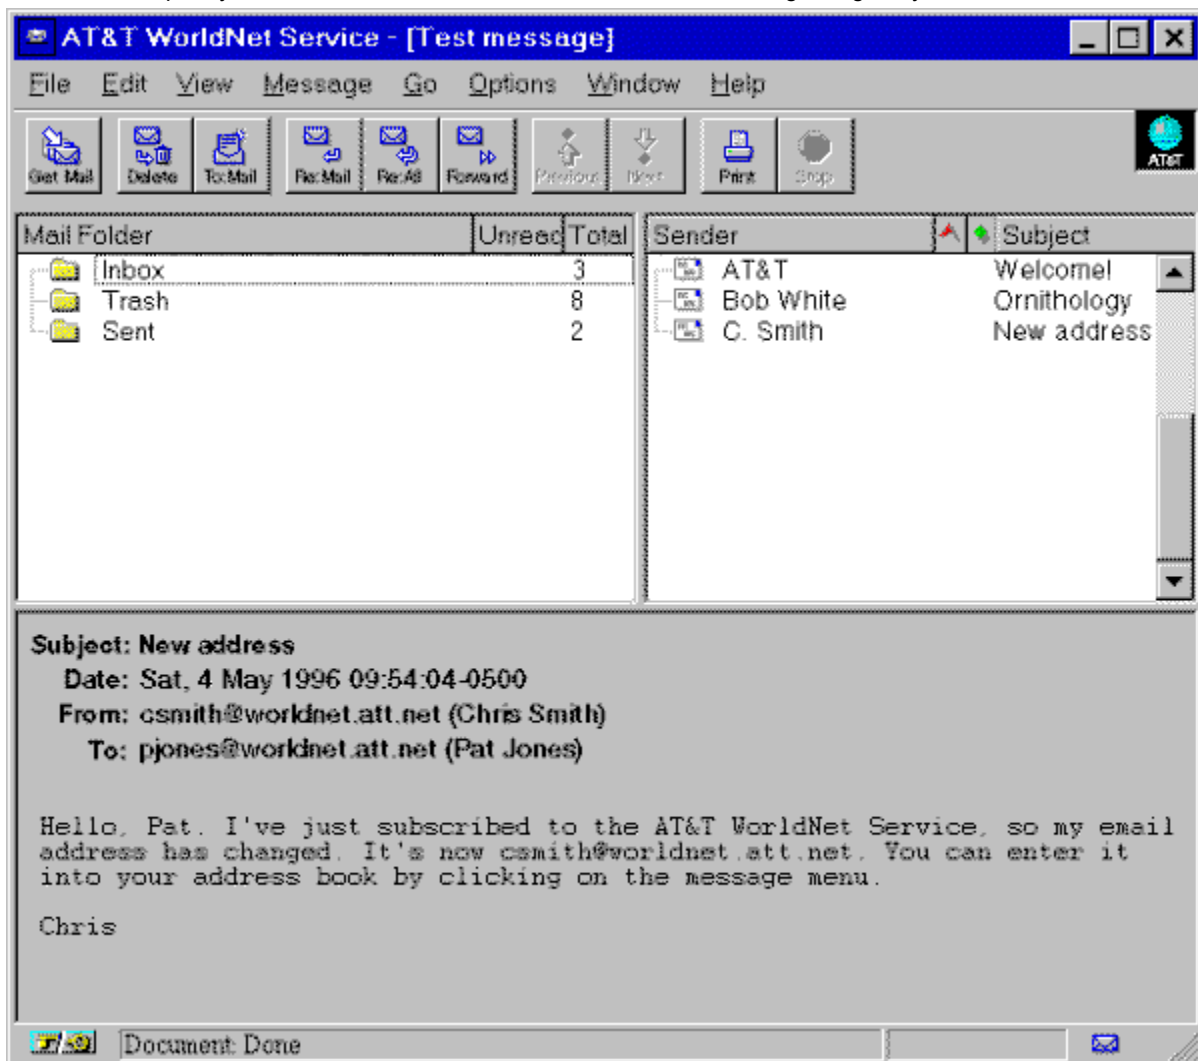 AT&T WorldNet Service - [Test message]
File Edit View Message Go Options Window Help
Get Mail Delete To:Mail Re:Mail Re:All Forward Previous Next Print Stop
AT&T
Mail Folder Unread Total Sender Subject
Inbox 3 AT&T Welcome!
Trash 8 Bob White Ornithology
Sent 2 C. Smith New address
Subject: New address
Date: Sat, 4 May 1996 09:54:04-0500
From: csmith@worldnet.att.net (Chris Smith)
To: pjones@worldnet.att.net (Pat Jones)
Hello, Pat. I've just subscribed to the AT&T WorldNet Service, so my email
address has changed. It's now csmith@worldnet.att.net. You can enter it
into your address book by clicking on the message menu.
Chris
Document: Done